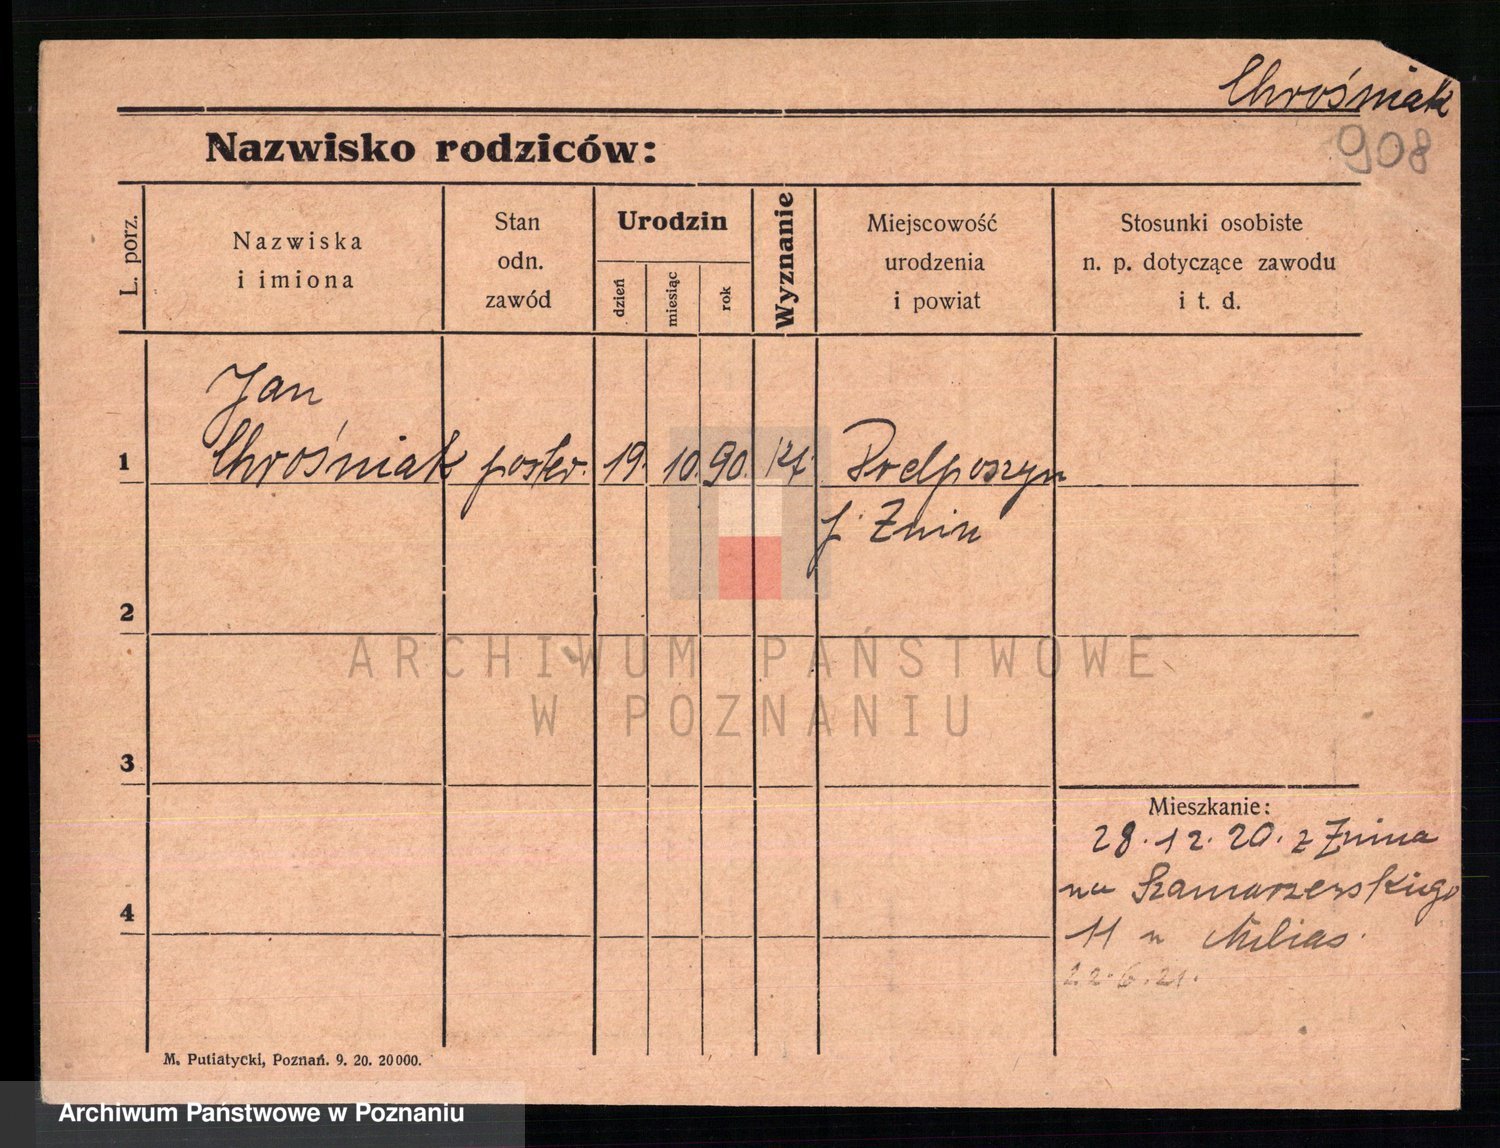 Chrośniak
908
Nazwisko rodziców:
L. porz.
Nazwiska
i imiona
Stan
odn.
zawód
Urodzin
dzień
miesiąc
rok
Wyznanie
Miejscowość
urodzenia
i powiat
Stosunki osobiste
n. p. dotyczące zawodu
i t. d.
Jan
1 Chrośniak poster. 19. 10. 90. kt.
Żnin
2
ARCHIWUM PAŃSTWOWE
W POZNANIU
3
Mieszkanie:
28. 12. 20. z Żnina
na Szamarzerskiego
4
11 u
22. 6. 21.
M. Putiatycki, Poznań. 9. 20. 20000.
Archiwum Państwowe w Poznaniu